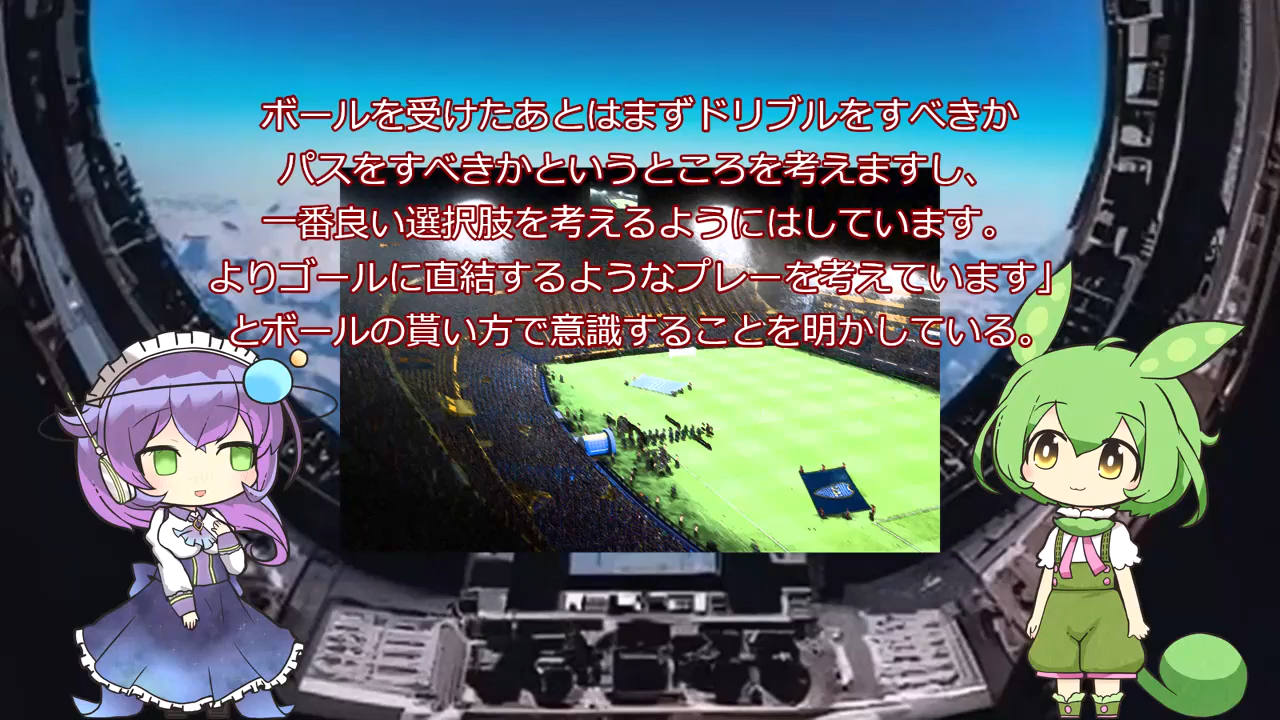 ボールを受けたあとはまずドリブルをすべきか
パスをすべきかというところを考えますし、
一番良い選択肢を考えるようにはしています。
よりゴールに直結するようなプレーを考えています」
とボールの貰い方で意識することを明かしている。